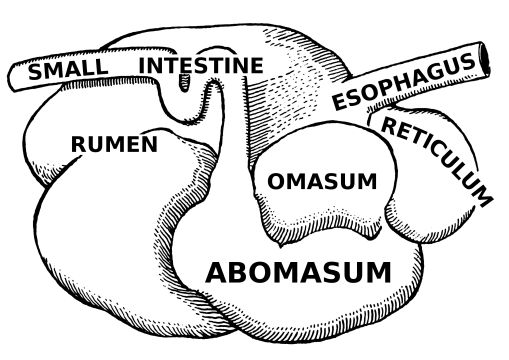 SMALL INTESTINE
ESOPHAGUS
RUMEN
RETICULUM
OMASUM
ABOMASUM